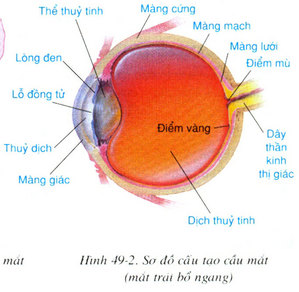 Thể thuỷ tinh
Màng cứng
Màng mạch
Màng lưới
Điểm mù
Lòng đen
Lỗ đồng tử
Thuỷ dịch
Màng giác
Điểm vàng
Dây
thần
kinh
thị giác
Dịch thuỷ tinh
mắt
Hình 49-2. Sơ đồ cấu tạo cầu mắt
(mắt trái bổ ngang)